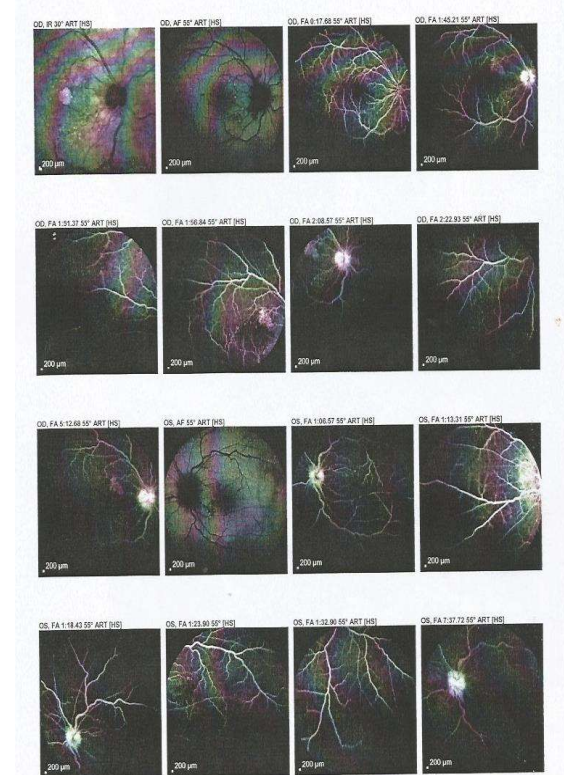 OD, IR 30° ART [HS]
OD, AF 55° ART [HS]
OD, FA 0:17.68 55° ART [HS]
OD, FA 1:45.21 55° ART [HS]
200 µm
200 µm
200 µm
200 µm
OD, FA 1:51.37 55° ART [HS]
OD, FA 1:56.84 55° ART [HS]
OD, FA 2:08.57 55° ART [HS]
OD, FA 2:22.93 55° ART [HS]
200 µm
200 µm
200 µm
200 µm
OD, FA 5:12.68 55° ART [HS]
OS, AF 55° ART [HS]
OS, FA 1:06.57 55° ART [HS]
OS, FA 1:13.31 55° ART [HS]
200 µm
200 µm
200 µm
200 µm
OS, FA 1:18.43 55° ART [HS]
OS, FA 1:23.90 55° ART [HS]
OS, FA 1:32.90 55° ART [HS]
OS, FA 7:37.72 55° ART [HS]
200 µm
200 µm
200 µm
200 µm